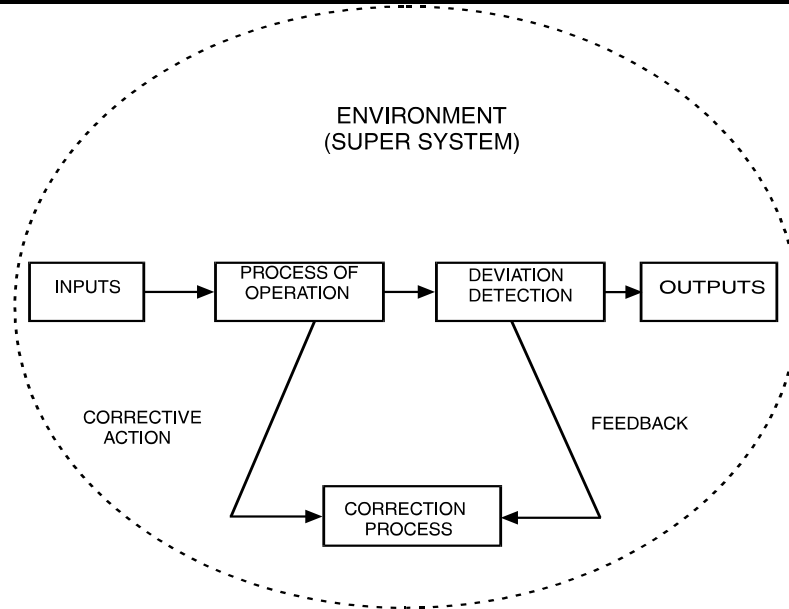 ENVIRONMENT
(SUPER SYSTEM)
INPUTS
PROCESS OF
OPERATION
DEVIATION
DETECTION
OUTPUTS
CORRECTIVE
ACTION
FEEDBACK
CORRECTION
PROCESS